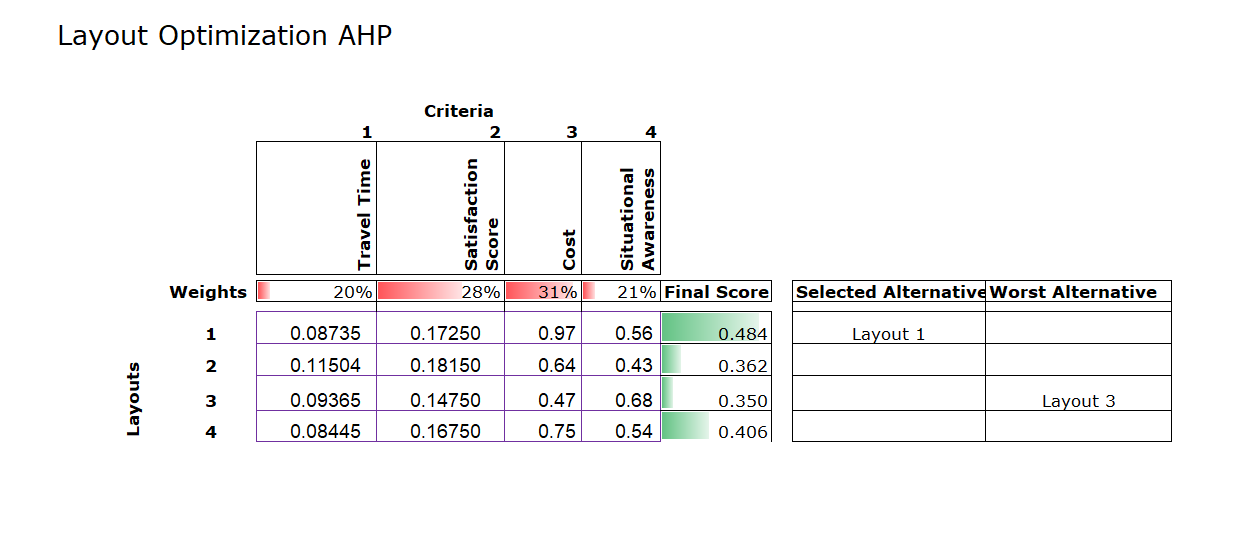 Layout Optimization AHP
Criteria
1 2 3 4
Travel Time
Satisfaction
Score
Cost
Situational
Awareness
Weights 20% 28% 31% 21% Final Score Selected Alternative Worst Alternative
Layouts
1 0.08735 0.17250 0.97 0.56 0.484 Layout 1
2 0.11504 0.18150 0.64 0.43 0.362
3 0.09365 0.14750 0.47 0.68 0.350 Layout 3
4 0.08445 0.16750 0.75 0.54 0.406